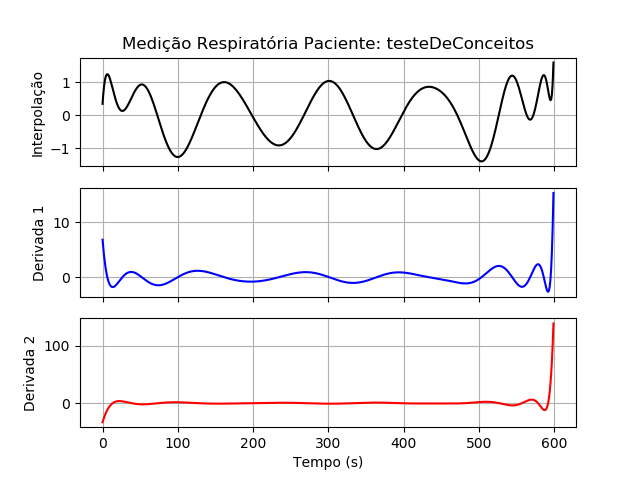 Medição Respiratória Paciente: testeDeConceitos
Interpolação
1
0
−1
Derivada 1
10
0
Derivada 2
100
0
0
100
200
300
400
500
600
Tempo (s)